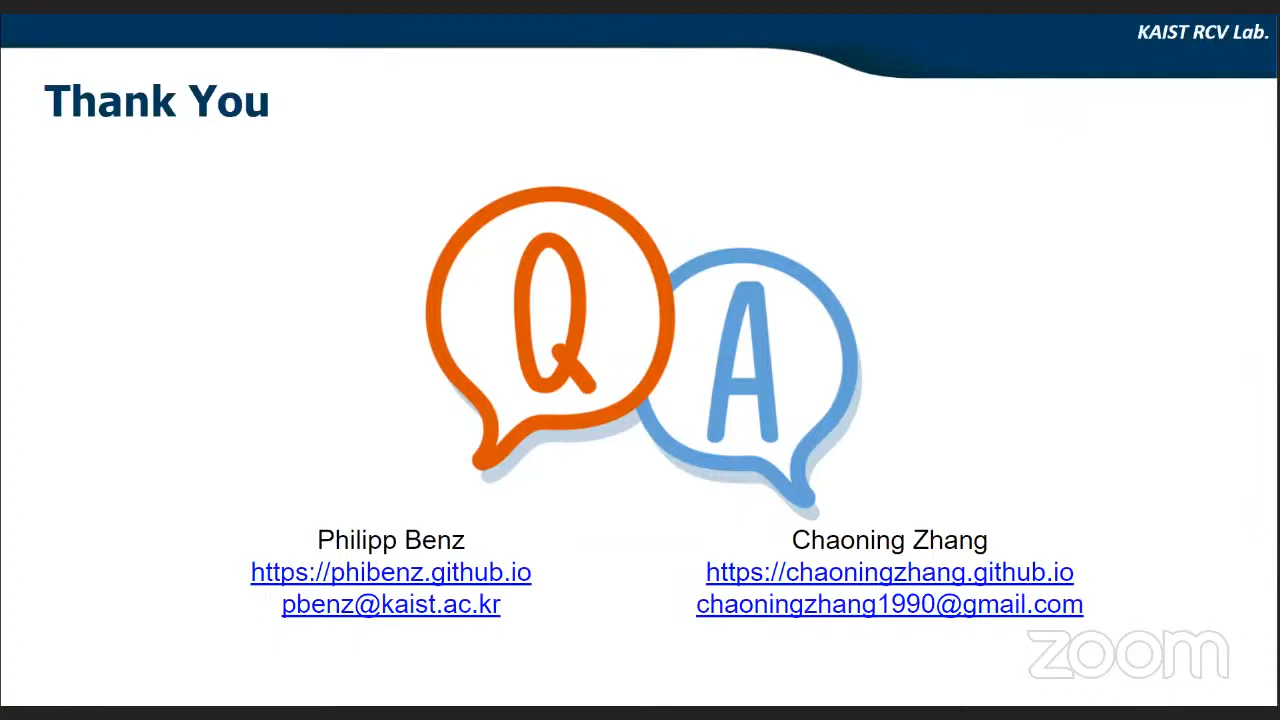 KAIST RCV Lab.
Thank You
Q
A
Philipp Benz
https://phibenz.github.io
pbenz@kaist.ac.kr
Chaoning Zhang
https://chaoningzhang.github.io
chaoningzhang1990@gmail.com
zoom